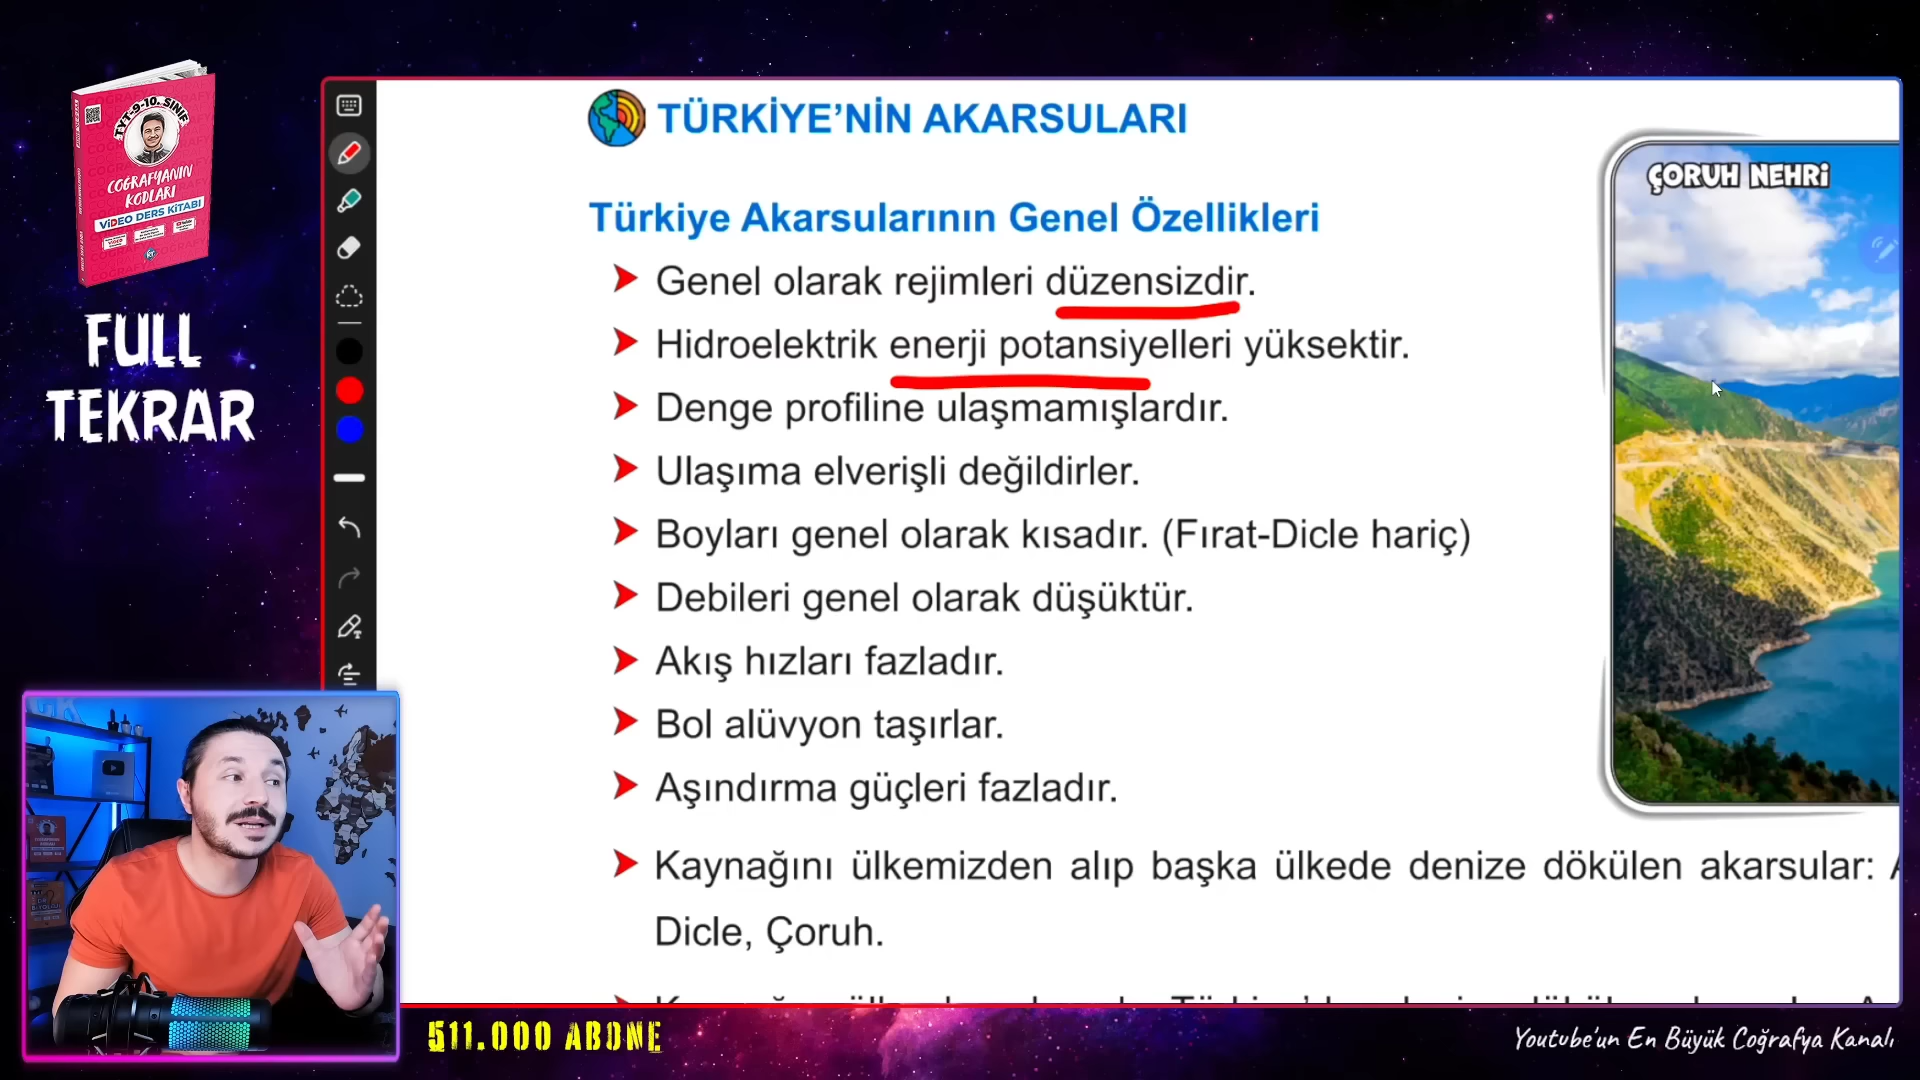 TYT-9-10. SINIF
COĞRAFYANIN
KODLARI
VİDEO DERS KİTABI
FULL
TEKRAR
TÜRKİYE’NİN AKARSULARI
Türkiye Akarsularının Genel Özellikleri
Genel olarak rejimleri düzensizdir.
Hidroelektrik enerji potansiyelleri yüksektir.
Denge profiline ulaşmamışlardır.
Ulaşıma elverişli değildirler.
Boyları genel olarak kısadır. (Fırat-Dicle hariç)
Debileri genel olarak düşüktür.
Akış hızları fazladır.
Bol alüvyon taşırlar.
Aşındırma güçleri fazladır.
Kaynağını ülkemizden alıp başka ülkede denize dökülen akarsular:
Dicle, Çoruh.
ÇORUH NEHRİ
511.000 ABONE
Youtube'un En Büyük Coğrafya Kanalı